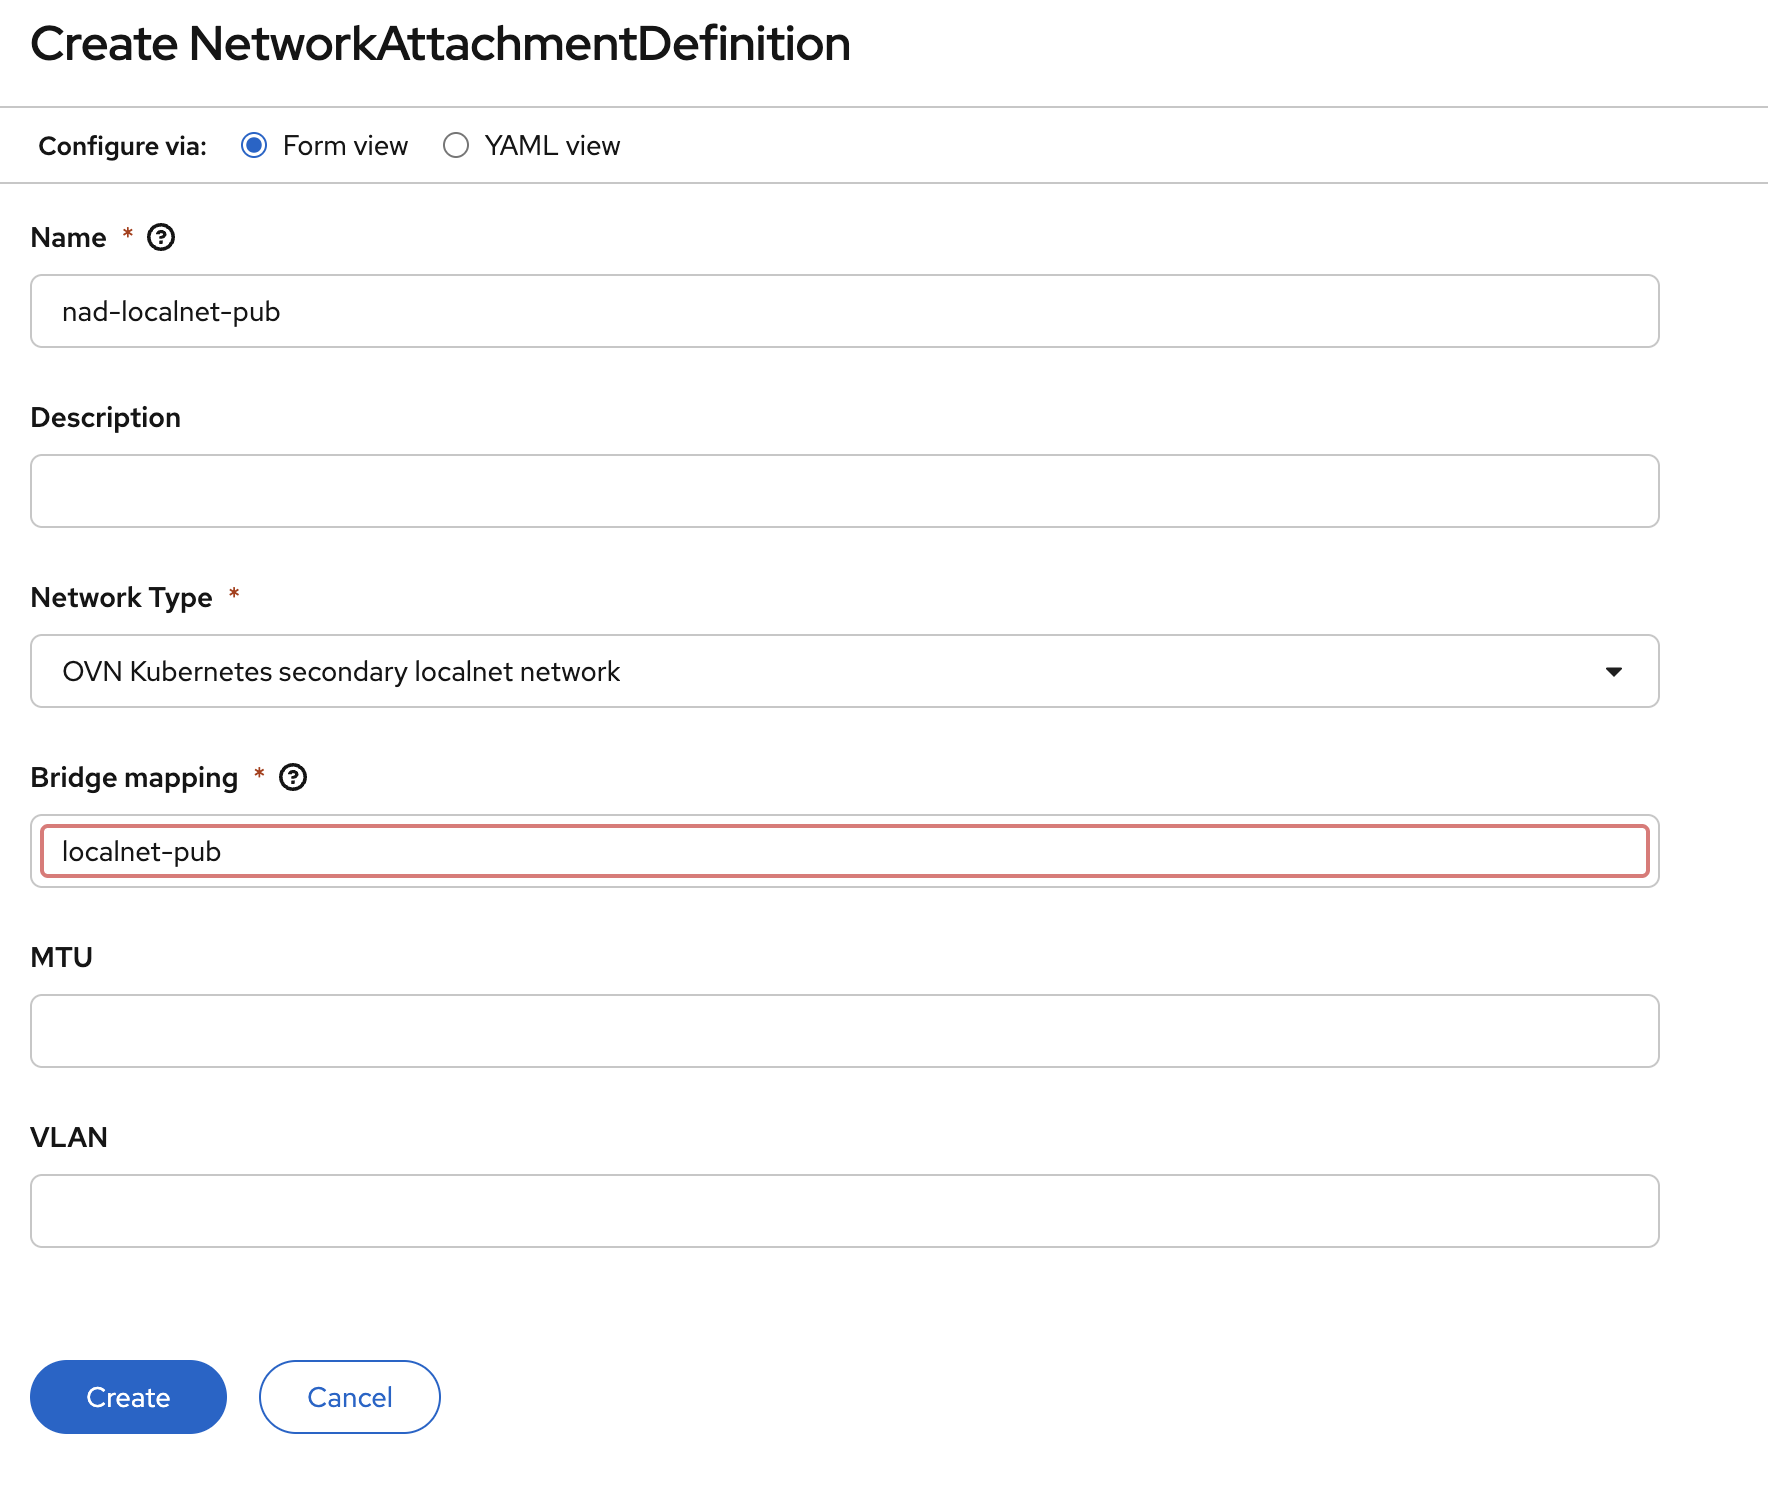 Create NetworkAttachmentDefinition
Configure via: Form view YAML view
Name *
nad-localnet-pub
Description
Network Type *
OVN Kubernetes secondary localnet network
Bridge mapping *
localnet-pub
MTU
VLAN
Create Cancel